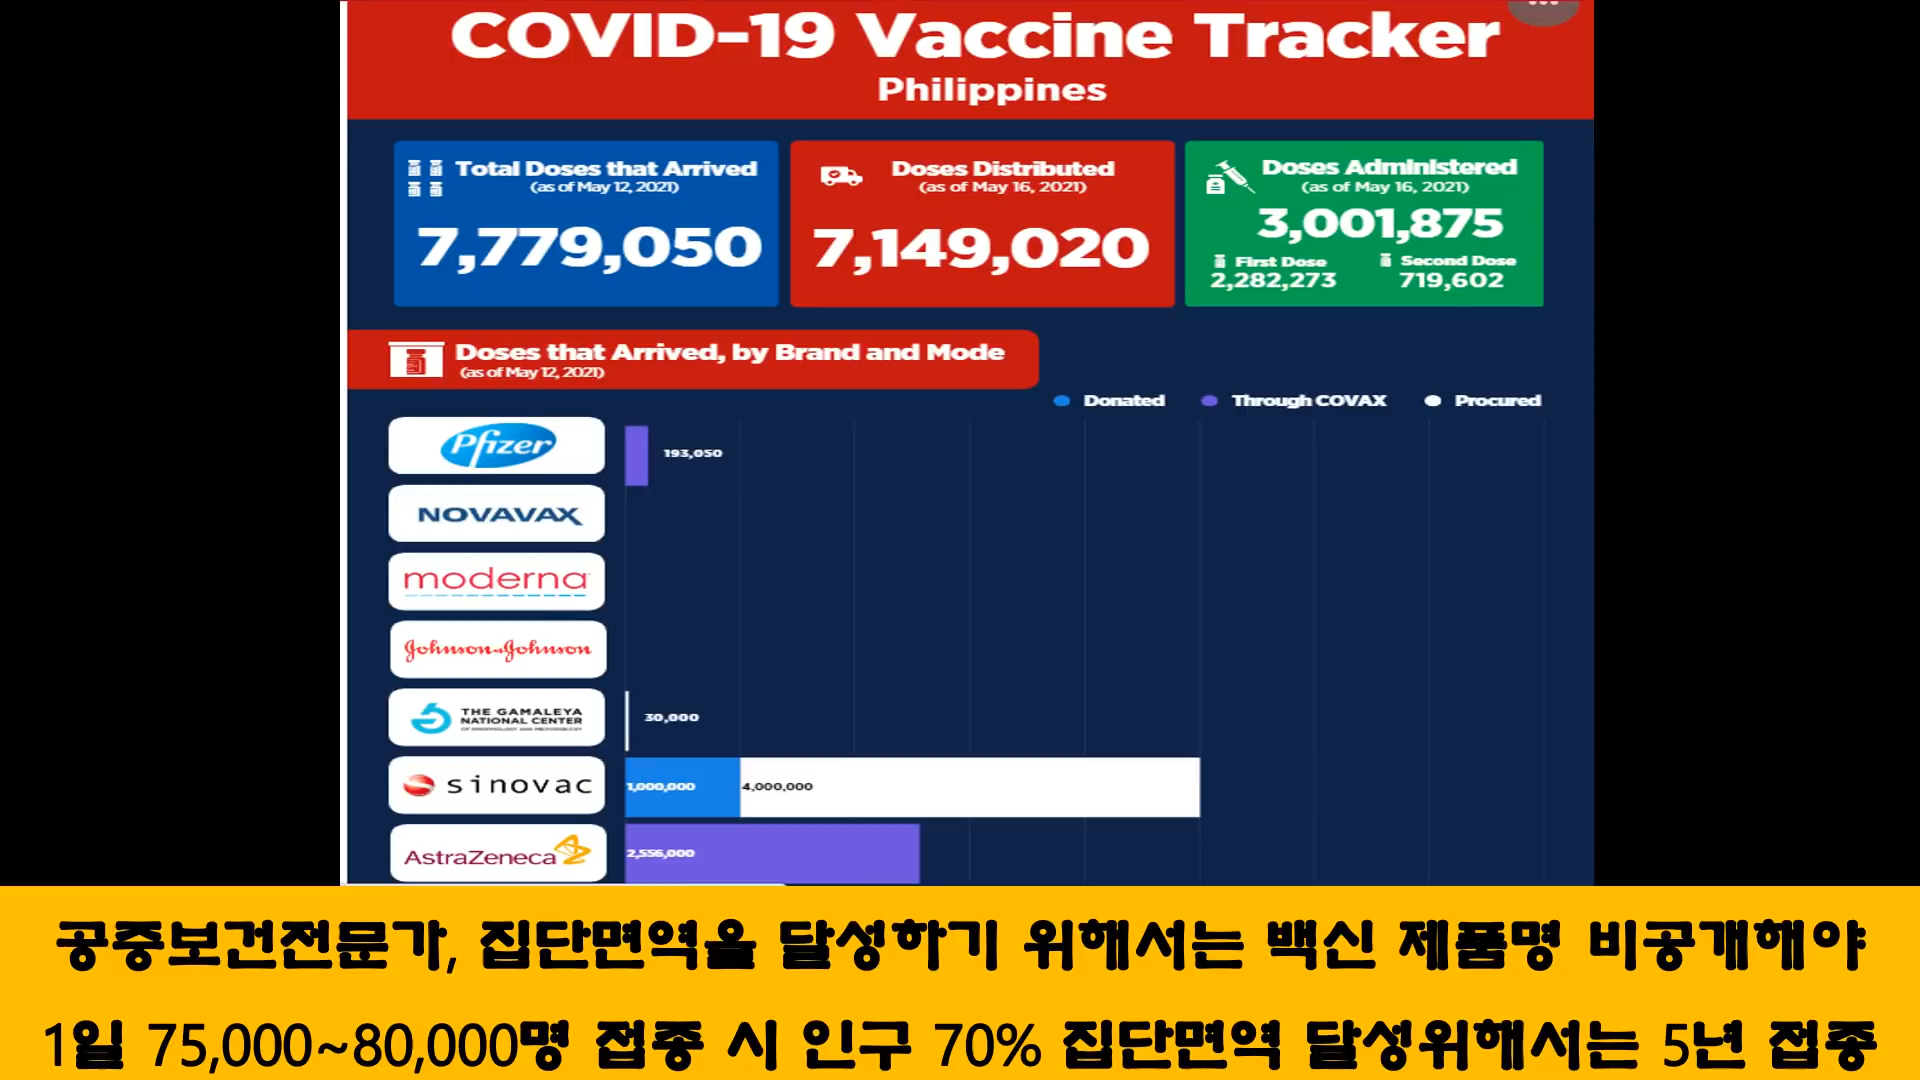 COVID-19 Vaccine Tracker
Philippines
Total Doses that Arrived
(as of May 12, 2021)
7,779,050
Doses Distributed
(as of May 16, 2021)
7,149,020
Doses Administered
(as of May 16, 2021)
3,001,875
First Dose
2,282,273
Second Dose
719,602
Doses that Arrived, by Brand and Mode
(as of May 12, 2021)
Donated
Through COVAX
Procured
Pfizer
193,050
NOVAVAX
moderna
Johnson & Johnson
THE GAMALEYA
NATIONAL CENTER
30,000
sinovac
1,000,000
4,000,000
AstraZeneca
2,556,000
공중보건전문가, 집단면역을 달성하기 위해서는 백신 제품명 비공개해야
1일 75,000~80,000명 접종 시 인구 70% 집단면역 달성위해서는 5년 접종